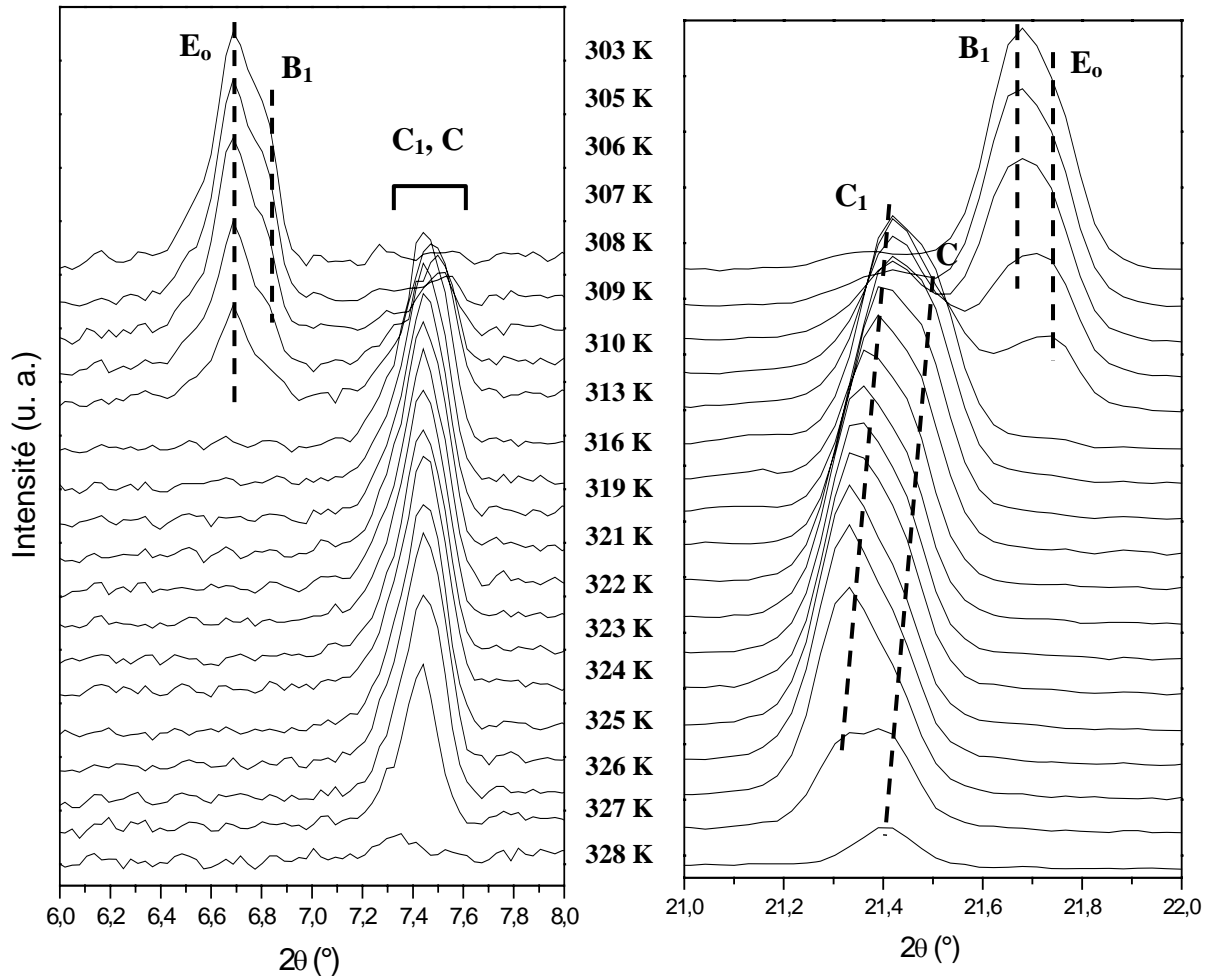 Intensité (u. a.)
E₀
B₁
C₁, C
6,0 6,2 6,4 6,6 6,8 7,0 7,2 7,4 7,6 7,8 8,0
2θ (°)
303 K
305 K
306 K
307 K
308 K
309 K
310 K
313 K
316 K
319 K
321 K
322 K
323 K
324 K
325 K
326 K
327 K
328 K
B₁
E₀
C₁
C
21,0 21,2 21,4 21,6 21,8 22,0
2θ (°)